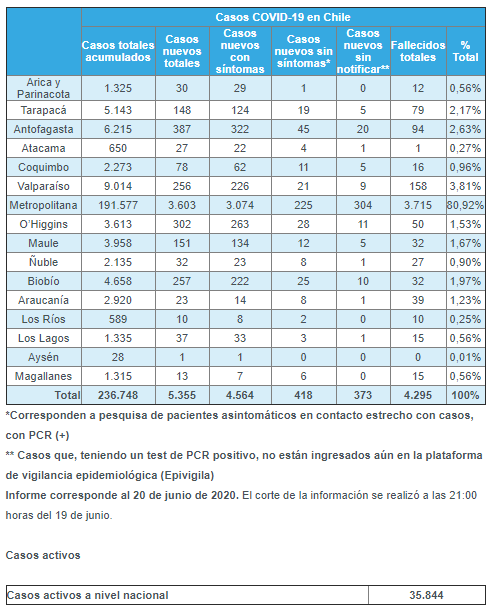 Casos COVID-19 en Chile
Casos totales acumulados Casos nuevos totales Casos nuevos con síntomas Casos nuevos sin síntomas* Casos nuevos sin notificar** Fallecidos totales % Total
Arica y Parinacota 1.325 30 29 1 0 12 0,56%
Tarapacá 5.143 148 124 19 5 79 2,17%
Antofagasta 6.215 387 322 45 20 94 2,63%
Atacama 650 27 22 4 1 1 0,27%
Coquimbo 2.273 78 62 11 5 16 0,96%
Valparaíso 9.014 256 226 21 9 158 3,81%
Metropolitana 191.577 3.603 3.074 225 304 3.715 80,92%
O'Higgins 3.613 302 263 28 11 50 1,53%
Maule 3.958 151 134 12 5 32 1,67%
Ñuble 2.135 32 23 8 1 27 0,90%
Biobío 4.658 257 222 25 10 32 1,97%
Araucanía 2.920 23 14 8 1 39 1,23%
Los Ríos 589 10 8 2 0 10 0,25%
Los Lagos 1.335 37 33 3 1 15 0,56%
Aysén 28 1 1 0 0 0 0,01%
Magallanes 1.315 13 7 6 0 15 0,56%
Total 236.748 5.355 4.564 418 373 4.295 100%
*Corresponden a pesquisa de pacientes asintomáticos en contacto estrecho con casos,
con PCR (+)
** Casos que, teniendo un test de PCR positivo, no están ingresados aún en la plataforma
de vigilancia epidemiológica (Epivigila)
Informe corresponde al 20 de junio de 2020. El corte de la información se realizó a las 21:00
horas del 19 de junio.
Casos activos
Casos activos a nivel nacional 35.844